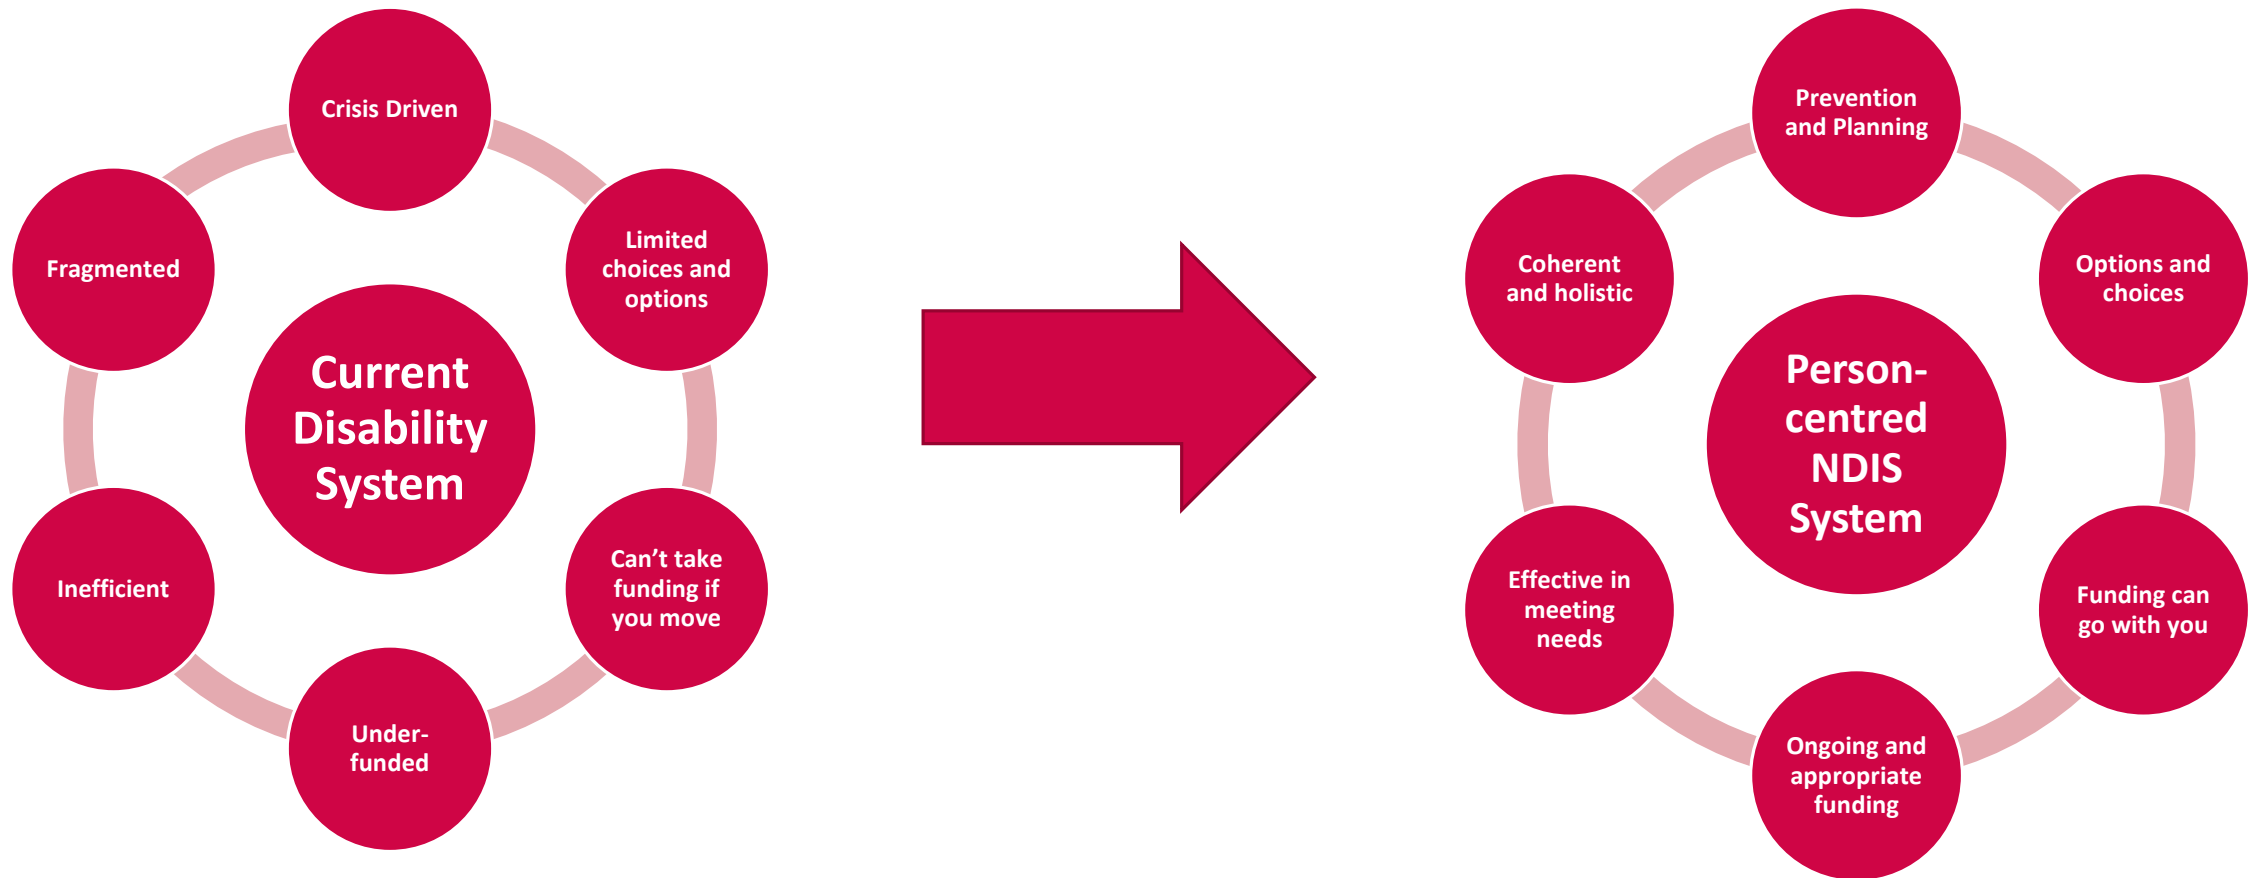 Crisis Driven
Limited
choices and
options
Can’t take
funding if
you move
Under-
funded
Inefficient
Fragmented
Current
Disability
System
Prevention
and Planning
Options and
choices
Funding can
go with you
Ongoing and
appropriate
funding
Effective in
meeting
needs
Coherent
and holistic
Person-
centred
NDIS
System